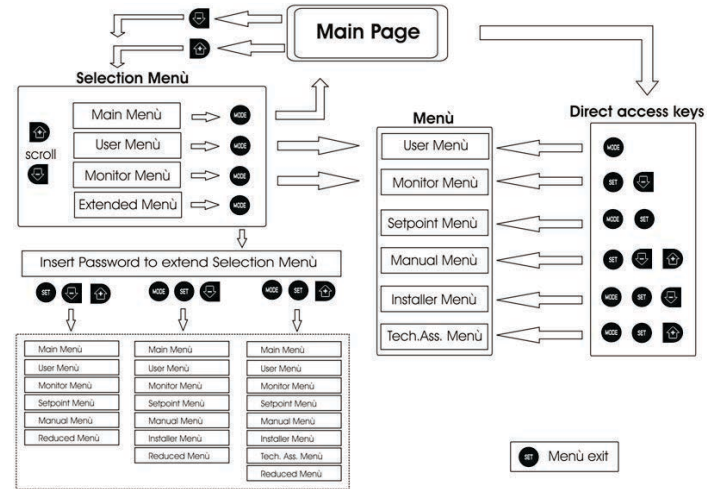 Main Page
Selection Menù
Main Menù MODE
User Menù MODE
Monitor Menù MODE
Extended Menù MODE
scroll
Menù
User Menù
Monitor Menù
Setpoint Menù
Manual Menù
Installer Menù
Tech.Ass. Menù
Direct access keys
MODE
SET
MODE SET
SET
MODE SET
MODE SET
Insert Password to extend Selection Menù
SET
MODE SET
MODE SET
Main Menù
User Menù
Monitor Menù
Setpoint Menù
Manual Menù
Reduced Menù
Main Menù
User Menù
Monitor Menù
Setpoint Menù
Manual Menù
Installer Menù
Reduced Menù
Main Menù
User Menù
Monitor Menù
Setpoint Menù
Manual Menù
Installer Menù
Tech. Ass. Menù
Reduced Menù
SET Menù exit